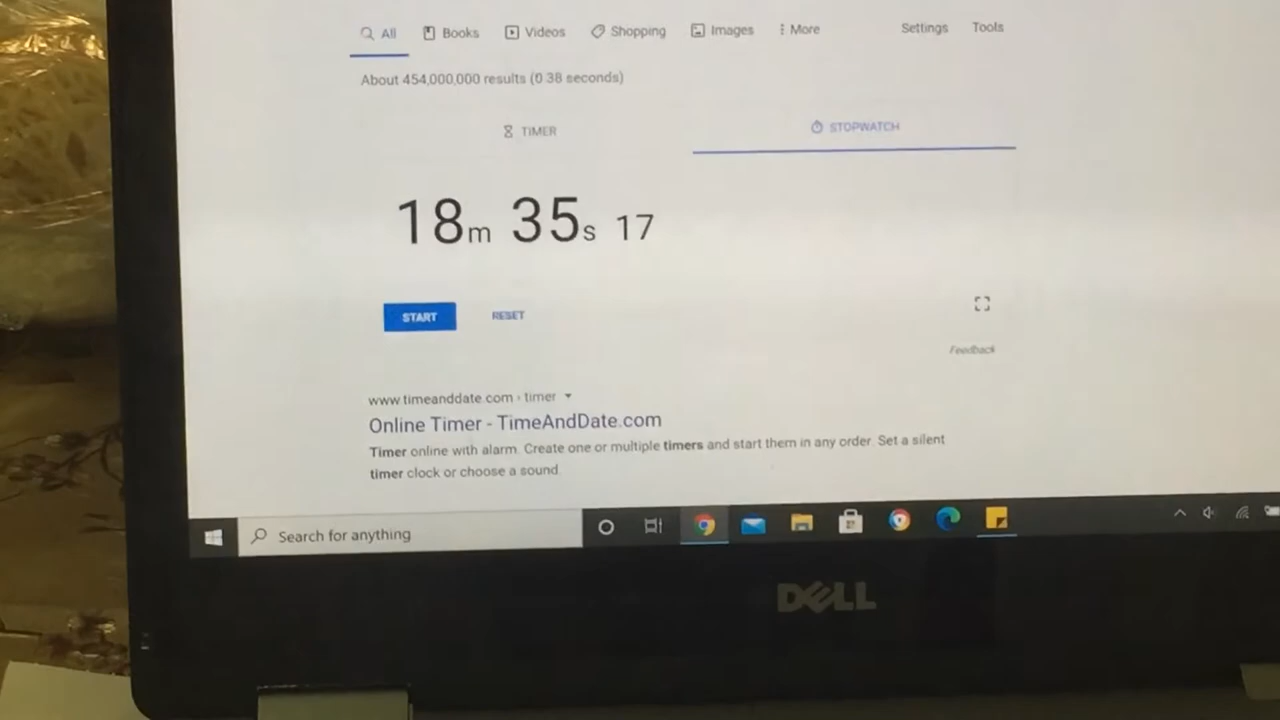 All Books Videos Shopping Images More Settings Tools
About 454,000,000 results (0.38 seconds)
TIMER STOPWATCH
18m 35s 17
START RESET
Feedback
www.timeanddate.com › timer
Online Timer - TimeAndDate.com
Timer online with alarm. Create one or multiple timers and start them in any order. Set a silent
timer clock or choose a sound.
Search for anything
DELL